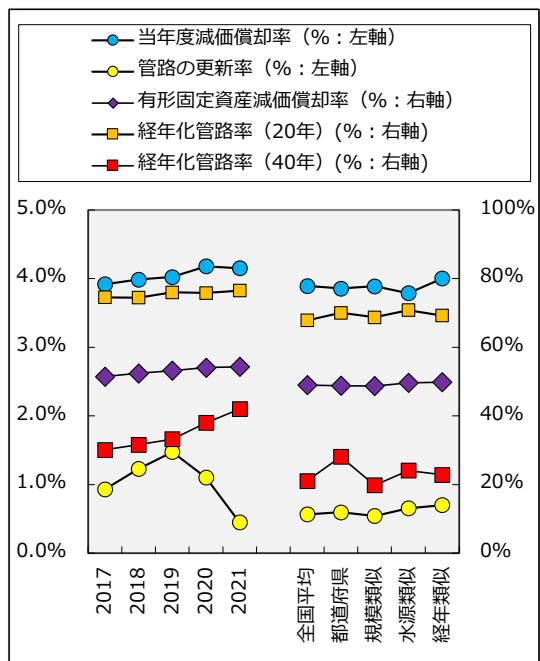 当年度減価償却率（%：左軸）
管路の更新率（%：左軸）
有形固定資産減価償却率（%：右軸）
経年化管路率（20年）(%：右軸)
経年化管路率（40年）(%：右軸)
5.0% 100%
4.0% 80%
3.0% 60%
2.0% 40%
1.0% 20%
0.0% 0%
2017
2018
2019
2020
2021
全国平均
都道府県
規模類似
水源類似
経年類似